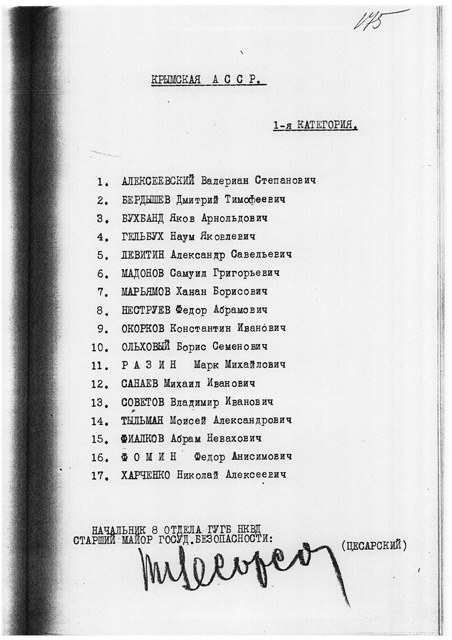 175
КРЫМСКАЯ АССР.
1-я КАТЕГОРИЯ.
1. АЛЕКСЕЕВСКИЙ Валериан Степанович
2. БЕРДЫШЕВ Дмитрий Тимофеевич
3. БУХБАНД Яков Арнольдович
4. ГЕЛЬБУХ Наум Яковлевич
5. ЛЕВИТИН Александр Савельевич
6. МАДОНОВ Самуил Григорьевич
7. МАРЬЯМОВ Ханан Борисович
8. НЕСТРУЕВ Федор Абрамович
9. ОКОРКОВ Константин Иванович
10. ОЛЬХОВЫЙ Борис Семенович
11. РАЗИН Марк Михайлович
12. САНАЕВ Михаил Иванович
13. СОВЕТОВ Владимир Иванович
14. ТЫЛЬМАН Моисей Александрович
15. ФИАЛКОВ Абрам Невахович
16. ФОМИН Федор Анисимович
17. ХАРЧЕНКО Николай Алексеевич
НАЧАЛЬНИК 8 ОТДЕЛА ГУГБ НКВД
СТАРШИЙ МАЙОР ГОСУД.БЕЗОПАСНОСТИ:
(ЦЕСАРСКИЙ)